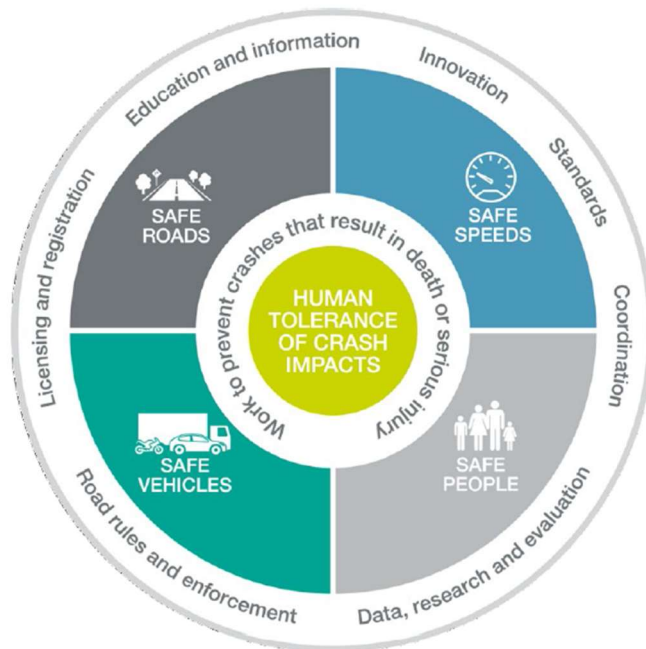 Education and information
Innovation
Standards
Coordination
Data, research and evaluation
Road rules and enforcement
Licensing and registration
SAFE
ROADS
SAFE
SPEEDS
Work to prevent crashes that result in death or serious injury
HUMAN
TOLERANCE
OF CRASH
IMPACTS
SAFE
VEHICLES
SAFE
PEOPLE